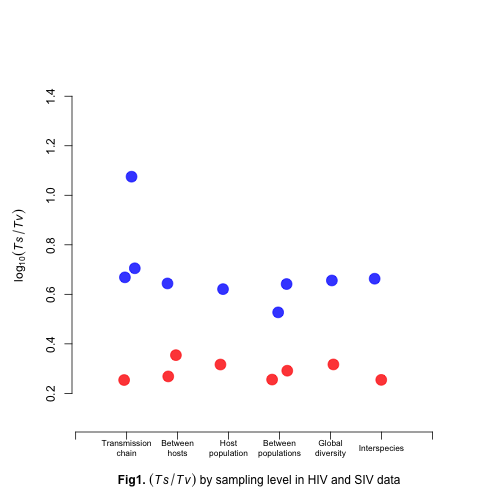 1.4
1.2
1.0
0.8
0.6
0.4
0.2
log10(Ts/Tv)
Transmission
chain
Between
hosts
Host
population
Between
populations
Global
diversity
Interspecies
Fig1. (Ts/Tv) by sampling level in HIV and SIV data